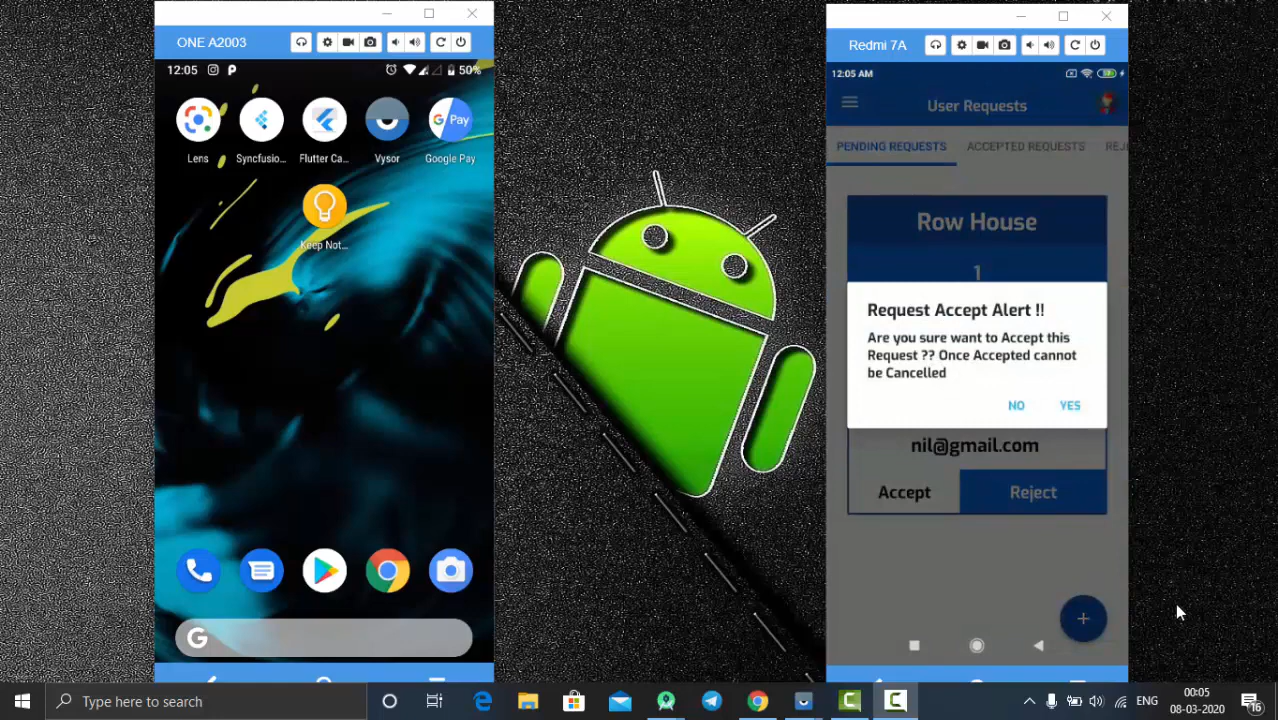 ONE A2003
12:05
50%
Lens
Syncfusio...
Flutter Ca...
Vysor
G Pay
Google Pay
Keep Not...
G
Redmi 7A
12:05 AM
User Requests
PENDING REQUESTS
ACCEPTED REQUESTS
REJ
Row House
1
Request Accept Alert !!
Are you sure want to Accept this
Request ?? Once Accepted cannot
be Cancelled
NO
YES
nil@gmail.com
Accept
Reject
Type here to search
ENG
00:05
08-03-2020
16